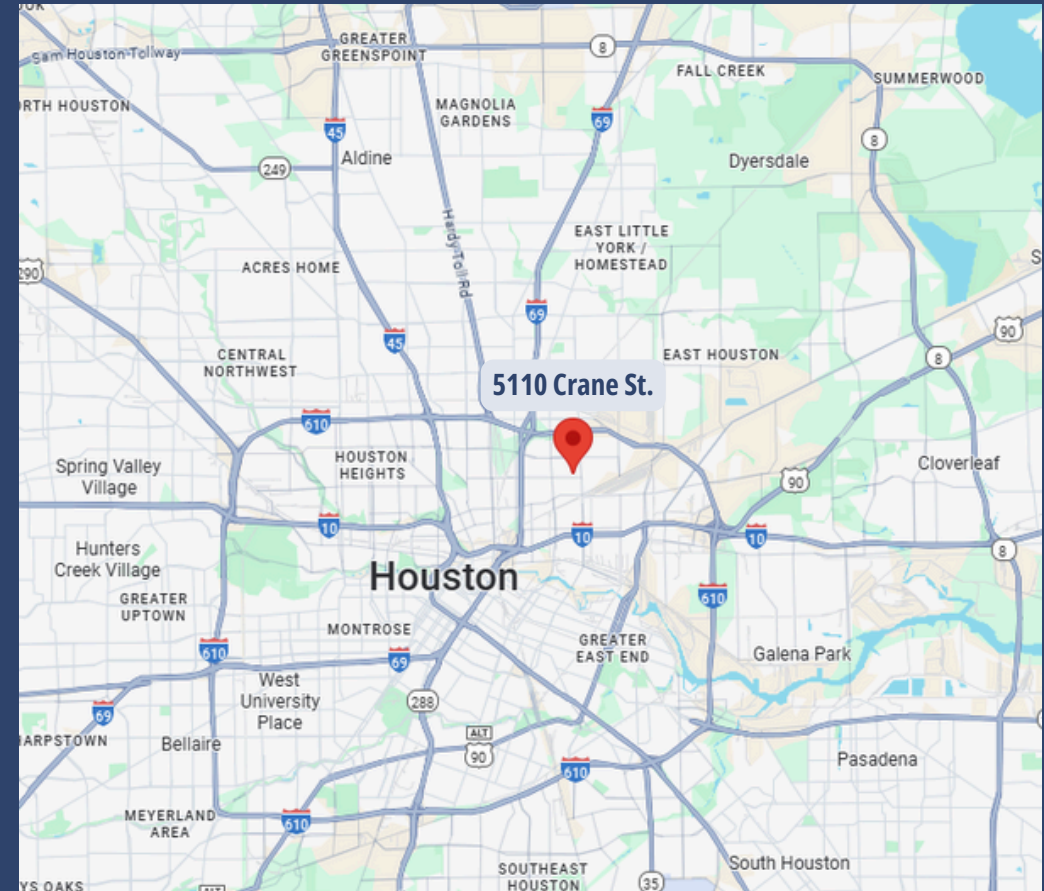 Sam Houston Tollway
GREATER
GREENSPOINT
8
FALL CREEK
SUMMERWOOD
RTH HOUSTON
MAGNOLIA
GARDENS
45
69
8
249
Aldine
Dyersdale
Hardy Toll Rd
EAST LITTLE
YORK /
HOMESTEAD
ACRES HOME
290
S
69
90
45
CENTRAL
NORTHWEST
EAST HOUSTON
8
5110 Crane St.
610
HOUSTON
HEIGHTS
Spring Valley
Village
Cloverleaf
90
10
10
10
Hunters
Creek Village
8
Houston
GREATER
UPTOWN
610
MONTROSE
GREATER
EAST END
610
69
Galena Park
West
University
Place
288
69
ARPSTOWN
Bellaire
ALT
90
610
Pasadena
MEYERLAND
AREA
610
SOUTHEAST
HOUSTON
South Houston
35
YS OAKS
ALT